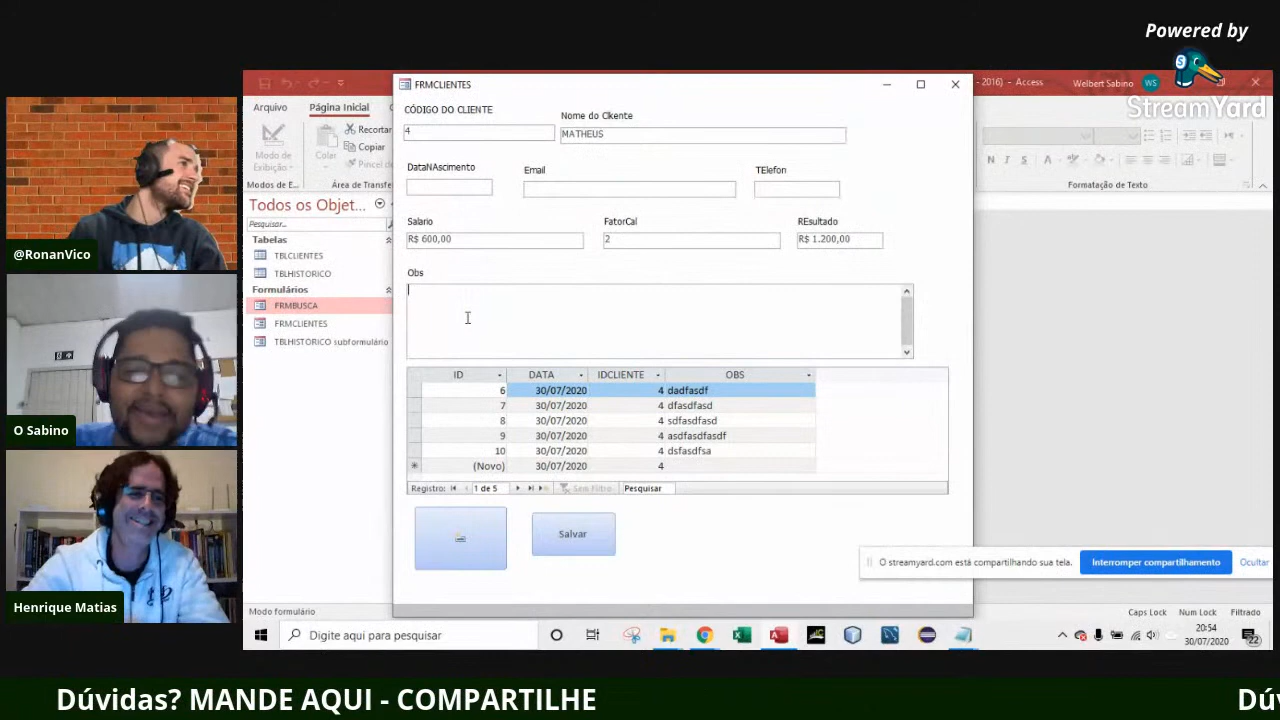 Powered by
StreamYard
@RonanVico
O Sabino
Henrique Matias
FRMCLIENTES
- 2016) - Access
Welbert Sabino
WS
Arquivo
Página Inicial
Modo de
Exibição
Modos de E...
Colar
Recortar
Copiar
Pincel d
Área de Transfe
N I S
Formatação de Texto
Todos os Objet...
Pesquisar...
Tabelas
TBLCLIENTES
TBLHISTORICO
Formulários
FRMBUSCA
FRMCLIENTES
TBLHISTORICO subformulário
CÓDIGO DO CLIENTE
Nome do Clkente
4
MATHEUS
DataNAscimento
Email
TElefon
Salario
FatorCal
REsultado
R$ 600,00
2
R$ 1.200,00
Obs
ID DATA IDCLIENTE OBS
6 30/07/2020 4 dadfasdf
7 30/07/2020 4 dfasdfasd
8 30/07/2020 4 sdfasdfasd
9 30/07/2020 4 asdfasdfasdf
10 30/07/2020 4 dsfasdfsa
(Novo) 30/07/2020 4
Registro: 1 de 5 Sem Filtro Pesquisar
Salvar
O streamyard.com está compartilhando sua tela.
Interromper compartilhamento
Ocultar
Modo formulário
Caps Lock
Num Lock
Filtrado
Digite aqui para pesquisar
20:54
30/07/2020
22
Dúvidas? MANDE AQUI - COMPARTILHE
Dúv